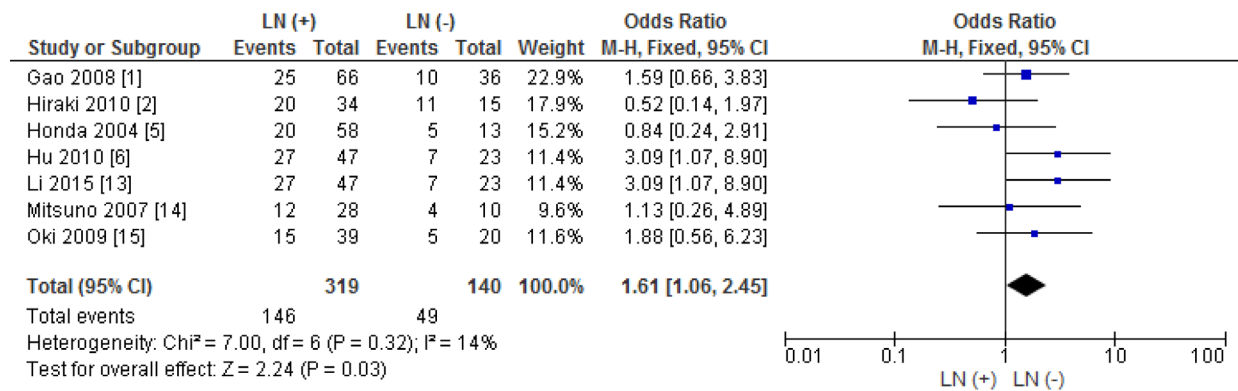 LN (+) LN (-) Odds Ratio Odds Ratio
Study or Subgroup Events Total Events Total Weight M-H, Fixed, 95% CI M-H, Fixed, 95% CI
Gao 2008 [1] 25 66 10 36 22.9% 1.59 [0.66, 3.83]
Hiraki 2010 [2] 20 34 11 15 17.9% 0.52 [0.14, 1.97]
Honda 2004 [5] 20 58 5 13 15.2% 0.84 [0.24, 2.91]
Hu 2010 [6] 27 47 7 23 11.4% 3.09 [1.07, 8.90]
Li 2015 [13] 27 47 7 23 11.4% 3.09 [1.07, 8.90]
Mitsuno 2007 [14] 12 28 4 10 9.6% 1.13 [0.26, 4.89]
Oki 2009 [15] 15 39 5 20 11.6% 1.88 [0.56, 6.23]
Total (95% CI) 319 140 100.0% 1.61 [1.06, 2.45]
Total events 146 49
Heterogeneity: Chi² = 7.00, df = 6 (P = 0.32); I² = 14%
Test for overall effect: Z = 2.24 (P = 0.03)
0.01 0.1 1 10 100
LN (+) LN (-)